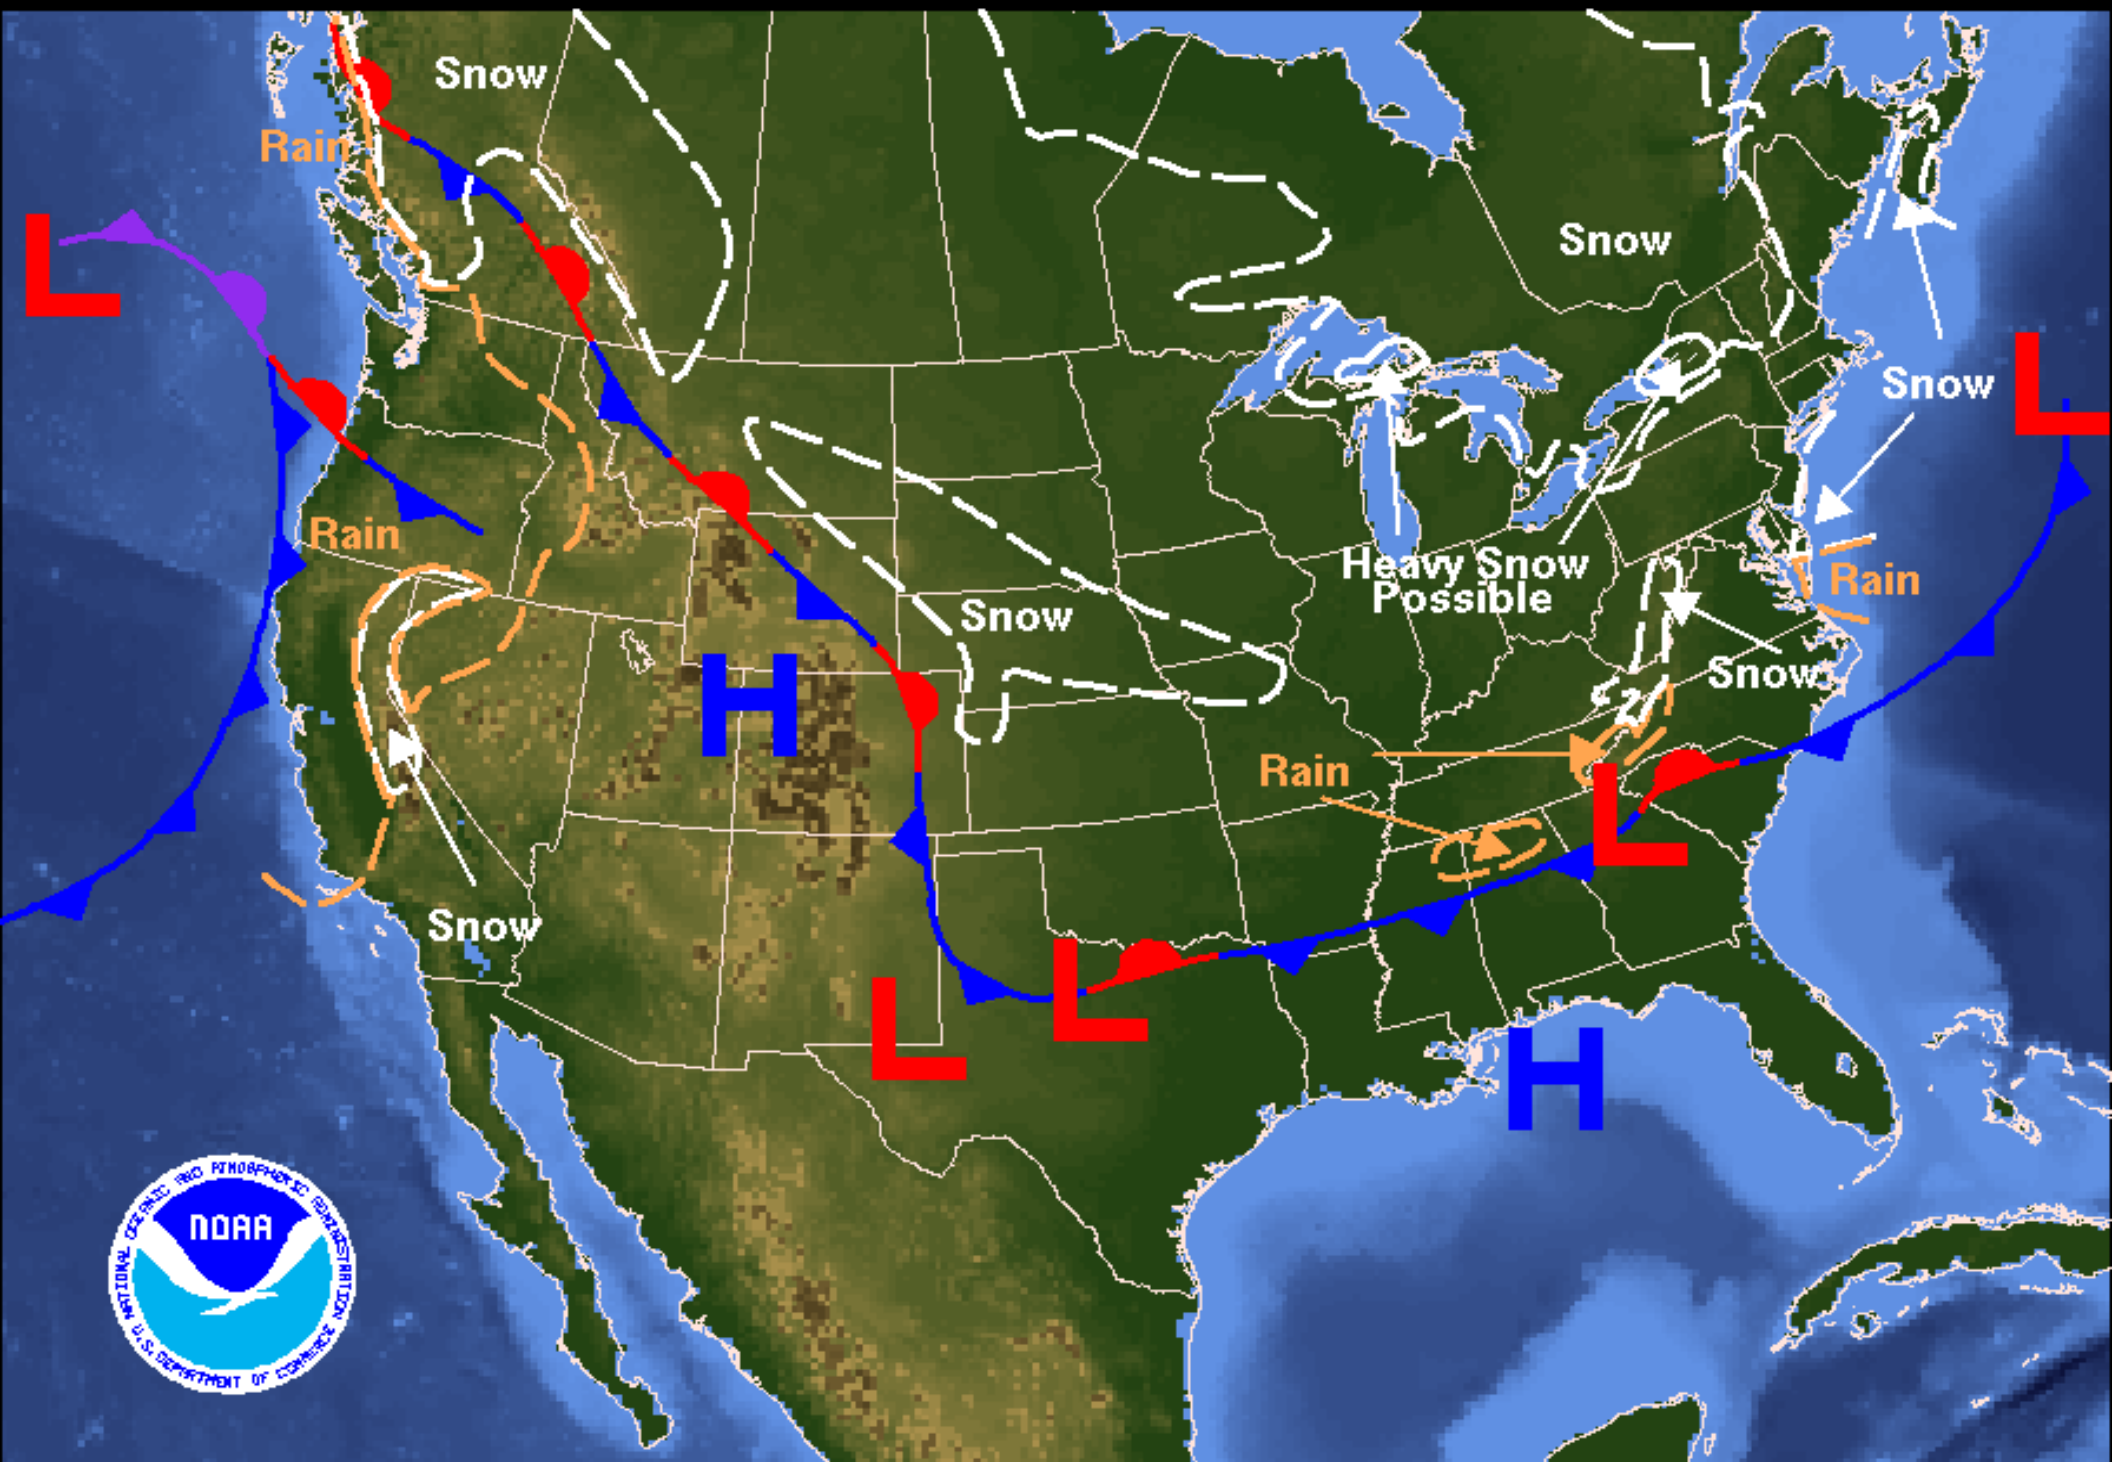 Snow
Rain
L
Snow
Snow
L
Rain
Heavy Snow
Possible
Rain
Snow
Snow
H
Rain
L
Snow
L
L
H
NATIONAL OCEANIC AND ATMOSPHERIC ADMINISTRATION
NOAA
U.S. DEPARTMENT OF COMMERCE